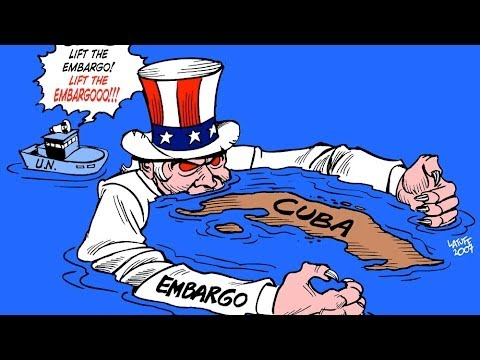 LIFT THE
EMBARGO!
LIFT THE
EMBARGOOO!!!
U.N.
CUBA
EMBARGO
LATUFF
2007